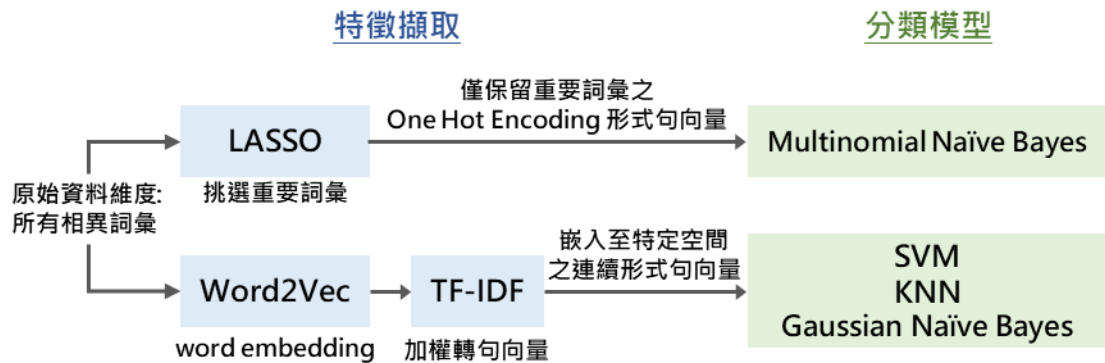 特徵擷取
分類模型
僅保留重要詞彙之
One Hot Encoding 形式句向量
LASSO
Multinomial Naïve Bayes
挑選重要詞彙
原始資料維度:
所有相異詞彙
嵌入至特定空間
之連續形式句向量
Word2Vec
TF-IDF
SVM
KNN
Gaussian Naïve Bayes
word embedding
加權轉句向量